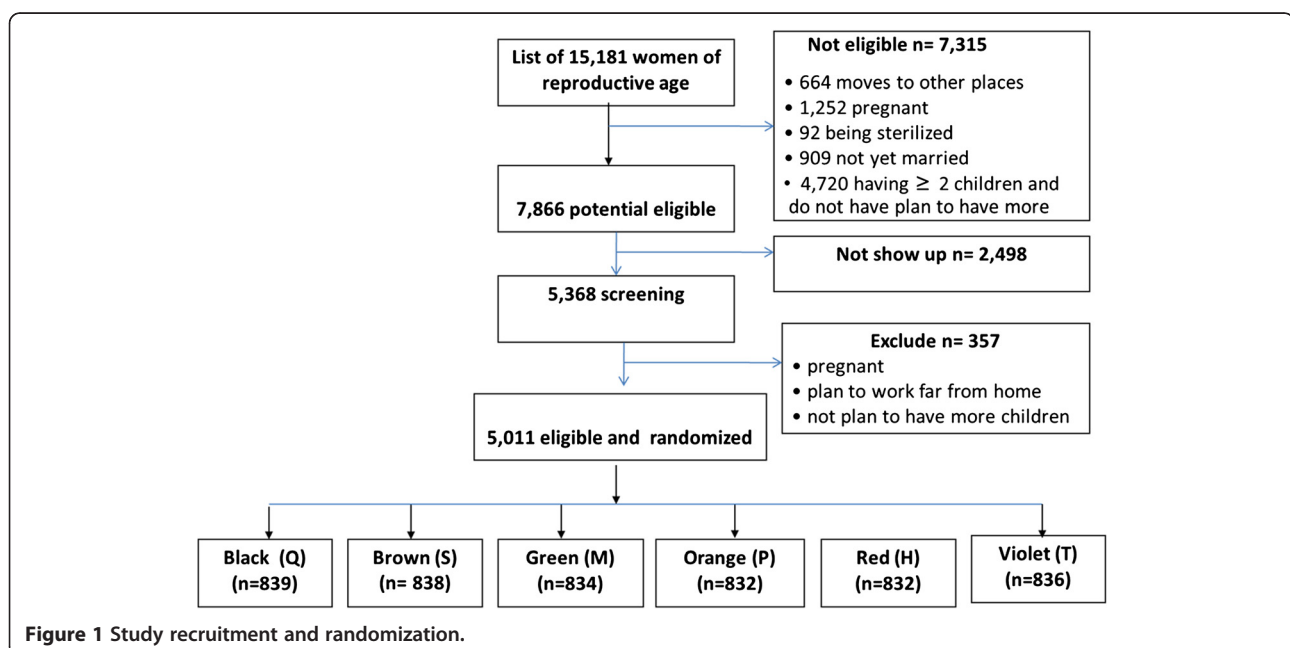 List of 15,181 women of
reproductive age
Not eligible n= 7,315
• 664 moves to other places
• 1,252 pregnant
• 92 being sterilized
• 909 not yet married
• 4,720 having ≥ 2 children and
do not have plan to have more
7,866 potential eligible
Not show up n= 2,498
5,368 screening
Exclude n= 357
• pregnant
• plan to work far from home
• not plan to have more children
5,011 eligible and randomized
Black (Q)
(n=839)
Brown (S)
(n= 838)
Green (M)
(n=834)
Orange (P)
(n=832)
Red (H)
(n=832)
Violet (T)
(n=836)
Figure 1 Study recruitment and randomization.